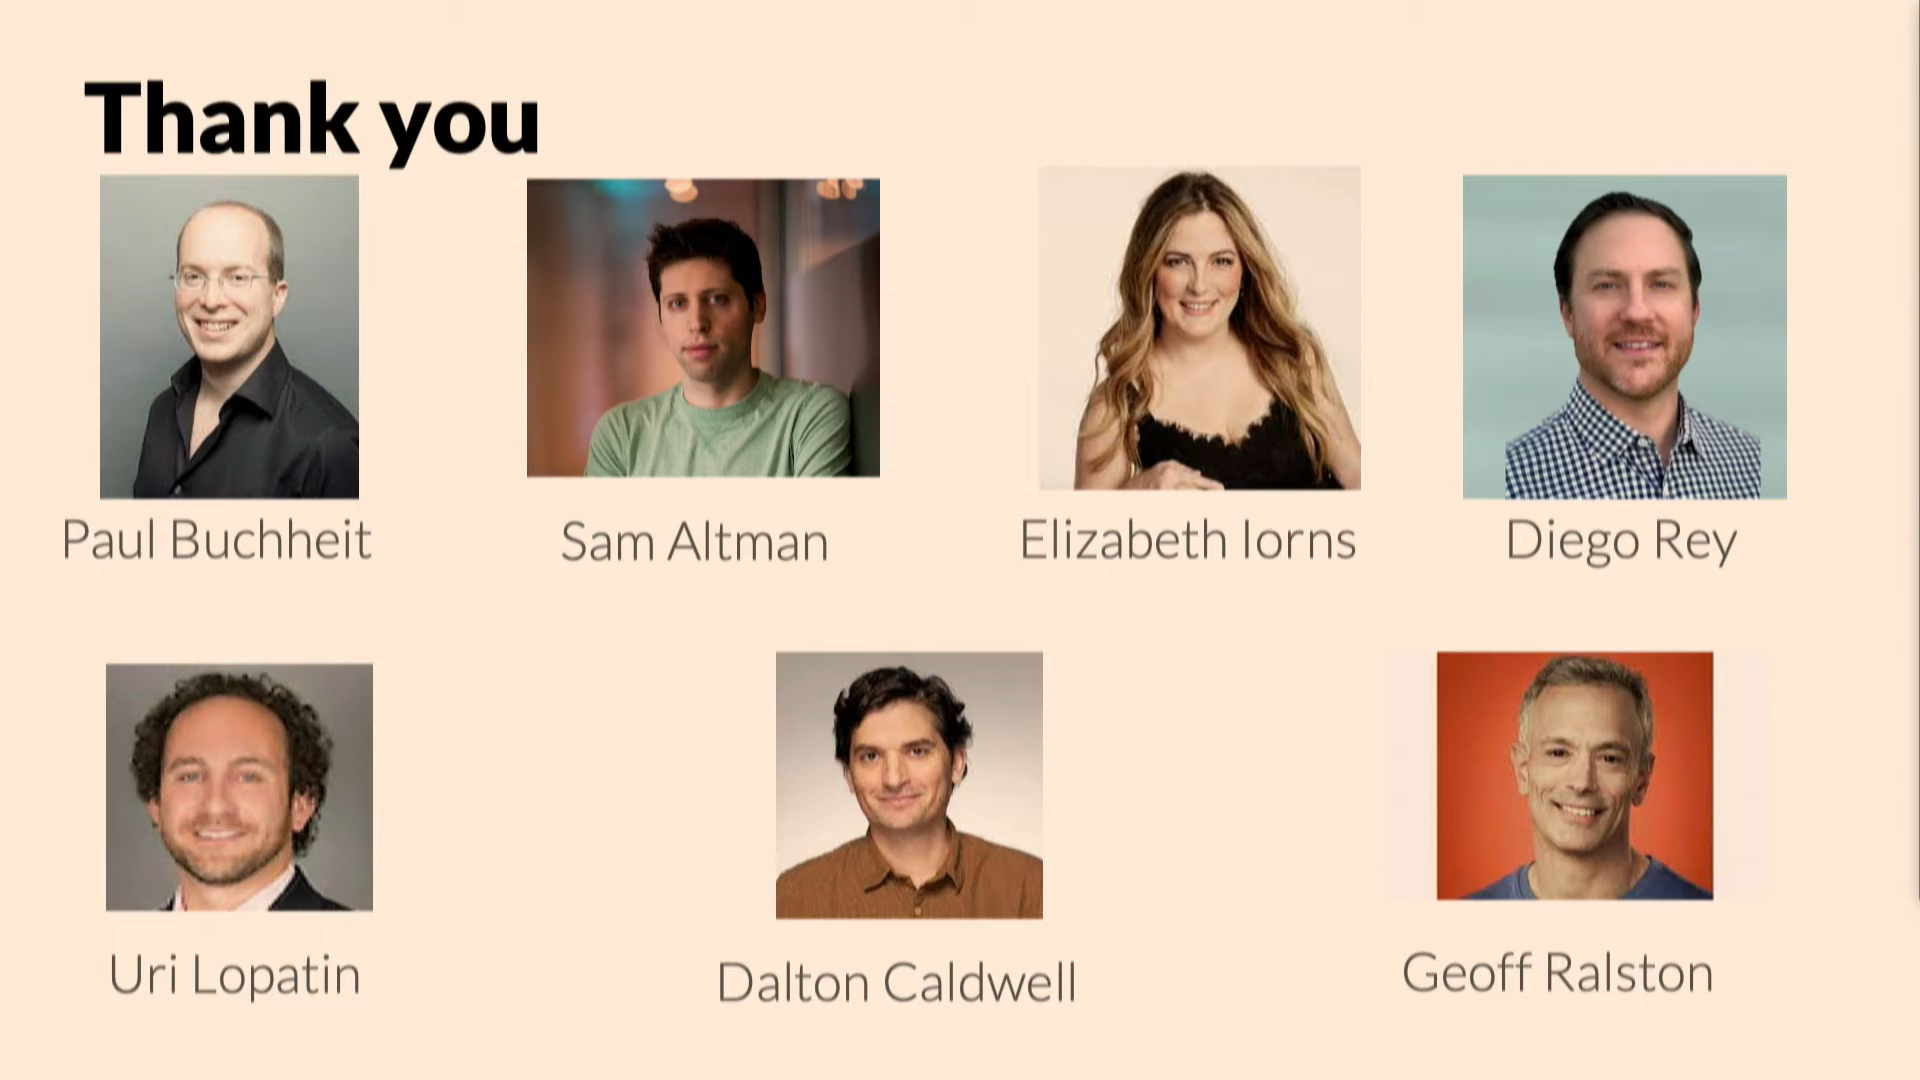 Thank you
Paul Buchheit
Sam Altman
Elizabeth Iorns
Diego Rey
Uri Lopatin
Dalton Caldwell
Geoff Ralston